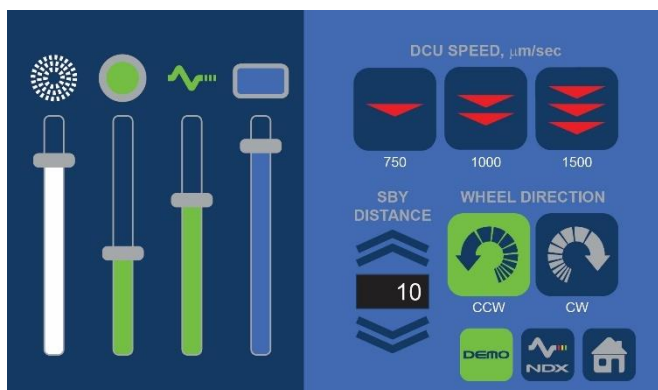 DCU SPEED, µm/sec
750 1000 1500
SBY
DISTANCE
10
WHEEL DIRECTION
CCW CW
DEMO NDX